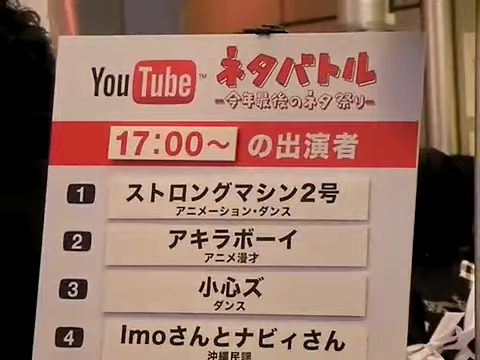 YouTube™ ネタバトル
-今年最後のネタ祭り-
17:00～ の出演者
1 ストロングマシン2号
アニメーション・ダンス
2 アキラボーイ
アニメ漫才
3 小心ズ
ダンス
4 Imoさんとナビィさん
沖縄民謡